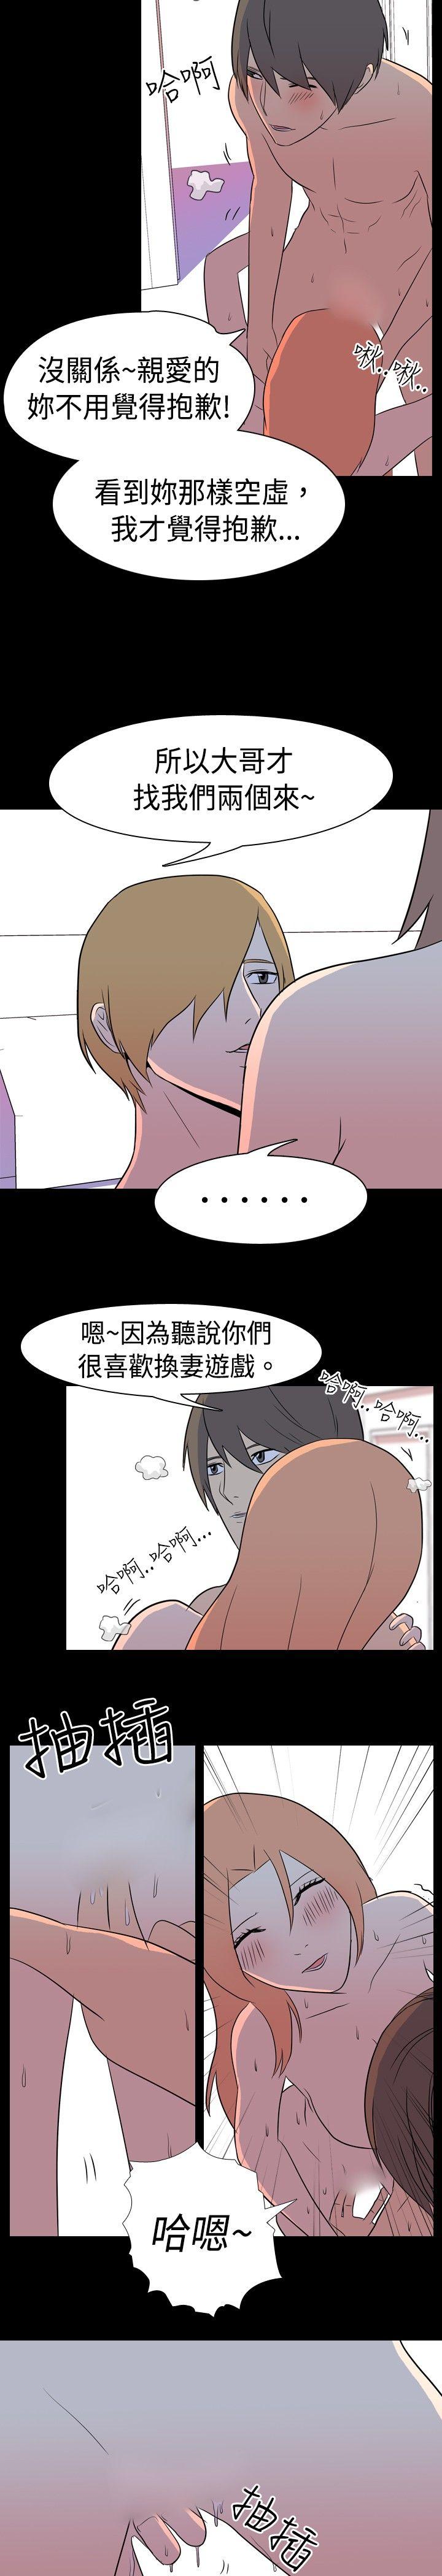 哈啊
沒關係~親愛的
妳不用覺得抱歉!
啾..啾..
看到妳那樣空虛，
我才覺得抱歉...
所以大哥才
找我們兩個來~
......
嗯~因為聽說你們
很喜歡換妻遊戲。
哈啊..哈啊...
哈啊..哈啊...
抽插
哈嗯~
抽插